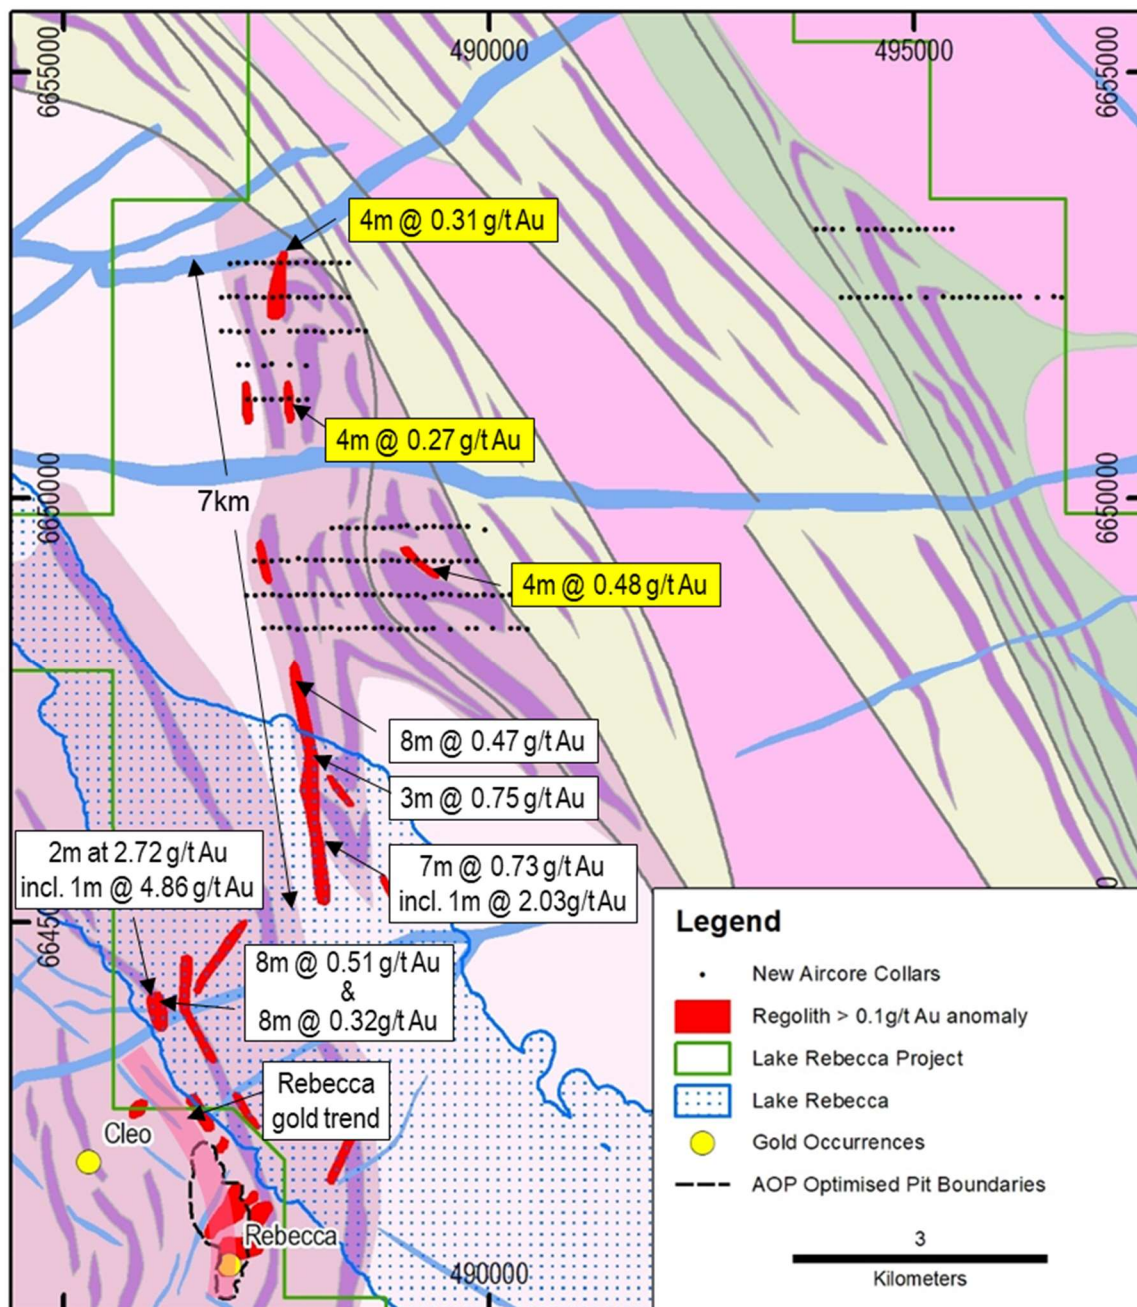 490000
495000
6655000
6655000
4m @ 0.31 g/t Au
4m @ 0.27 g/t Au
6650000
7km
6650000
4m @ 0.48 g/t Au
8m @ 0.47 g/t Au
3m @ 0.75 g/t Au
2m at 2.72 g/t Au
incl. 1m @ 4.86 g/t Au
7m @ 0.73 g/t Au
incl. 1m @ 2.03g/t Au
8m @ 0.51 g/t Au
&
8m @ 0.32g/t Au
Rebecca
gold trend
Cleo
Rebecca
490000
Legend
New Aircore Collars
Regolith > 0.1g/t Au anomaly
Lake Rebecca Project
Lake Rebecca
Gold Occurrences
AOP Optimised Pit Boundaries
3
Kilometers